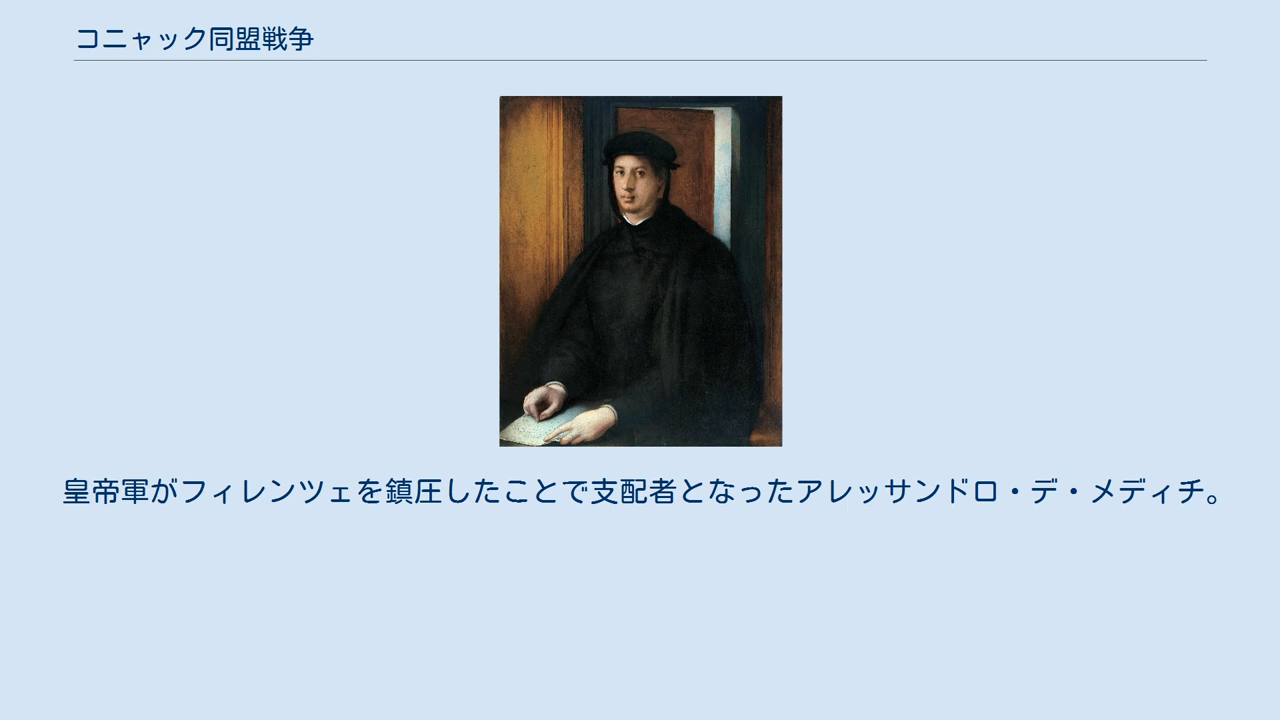 コニャック同盟戦争
皇帝軍がフィレンツェを鎮圧したことで支配者となったアレッサンドロ・デ・メディチ。